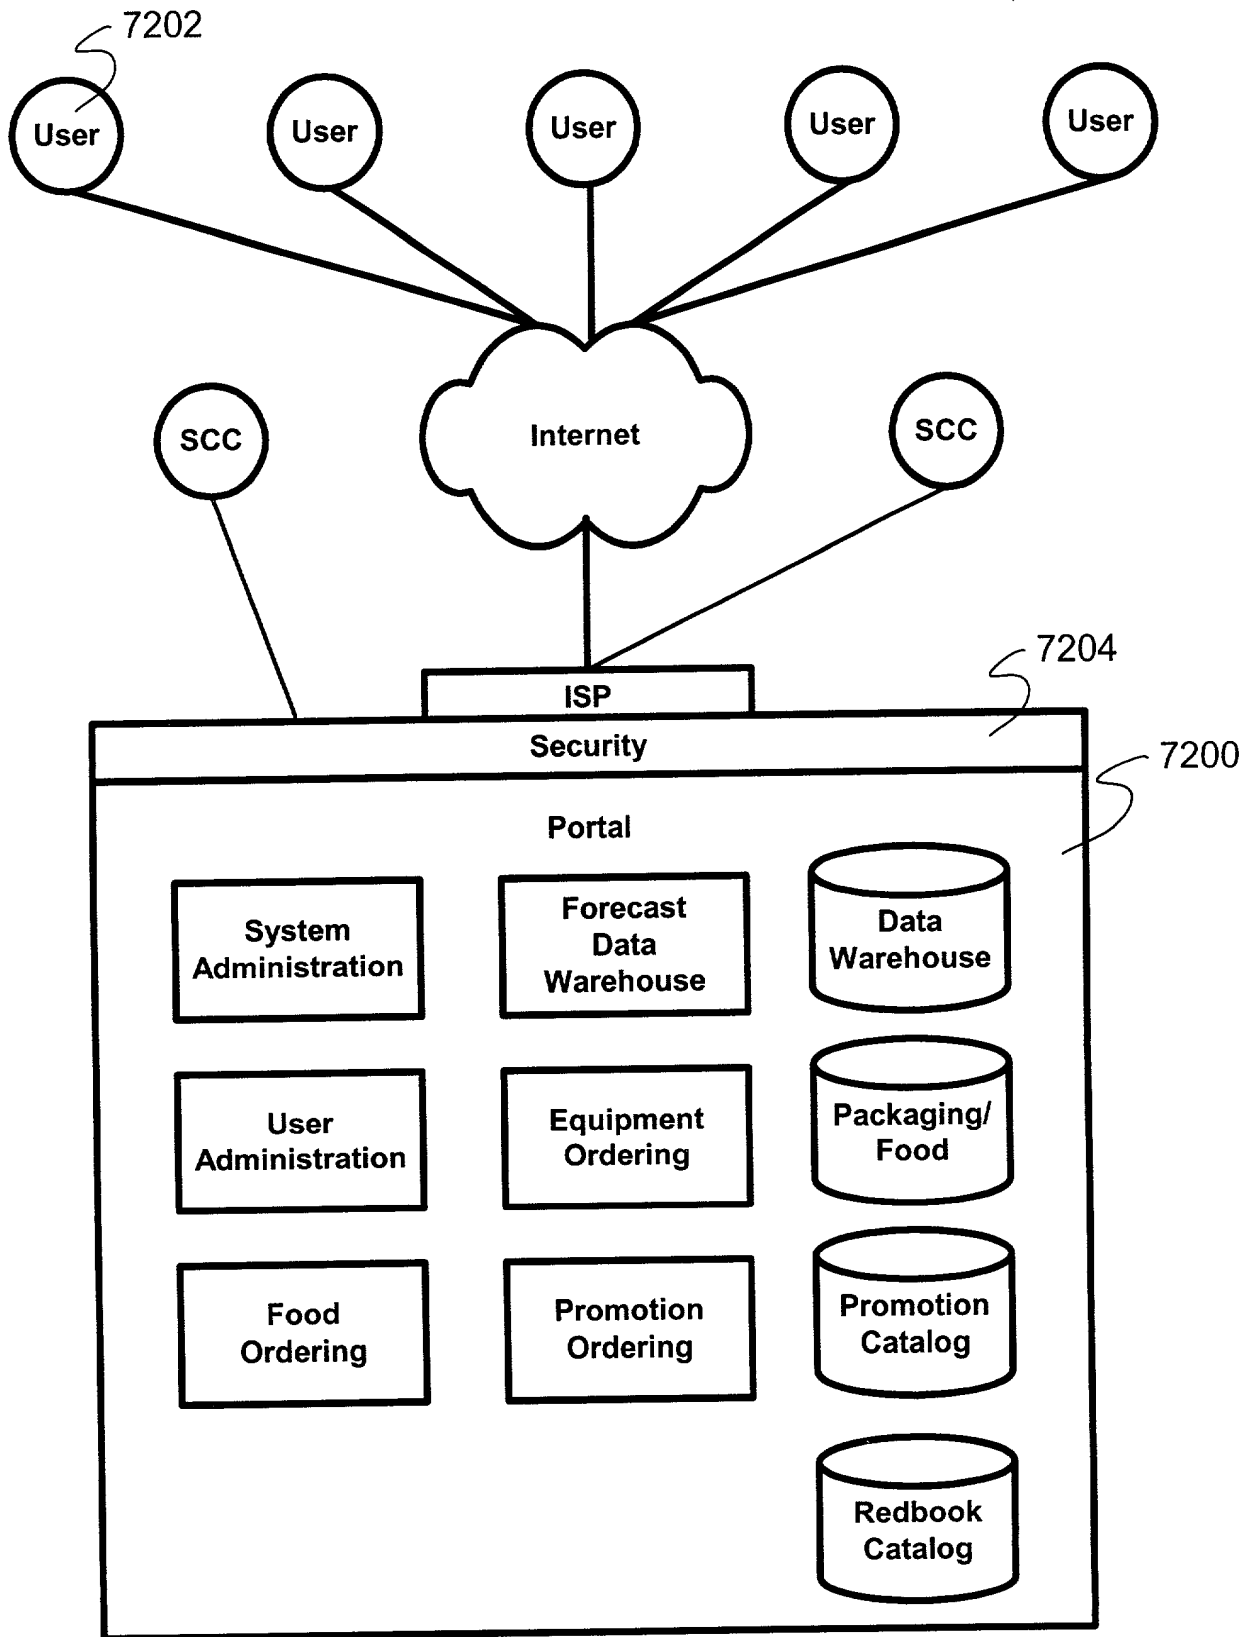 7202
User
User
User
User
User
SCC
Internet
SCC
7204
ISP
Security
7200
Portal
System
Administration
Forecast
Data
Warehouse
Data
Warehouse
User
Administration
Equipment
Ordering
Packaging/
Food
Food
Ordering
Promotion
Ordering
Promotion
Catalog
Redbook
Catalog